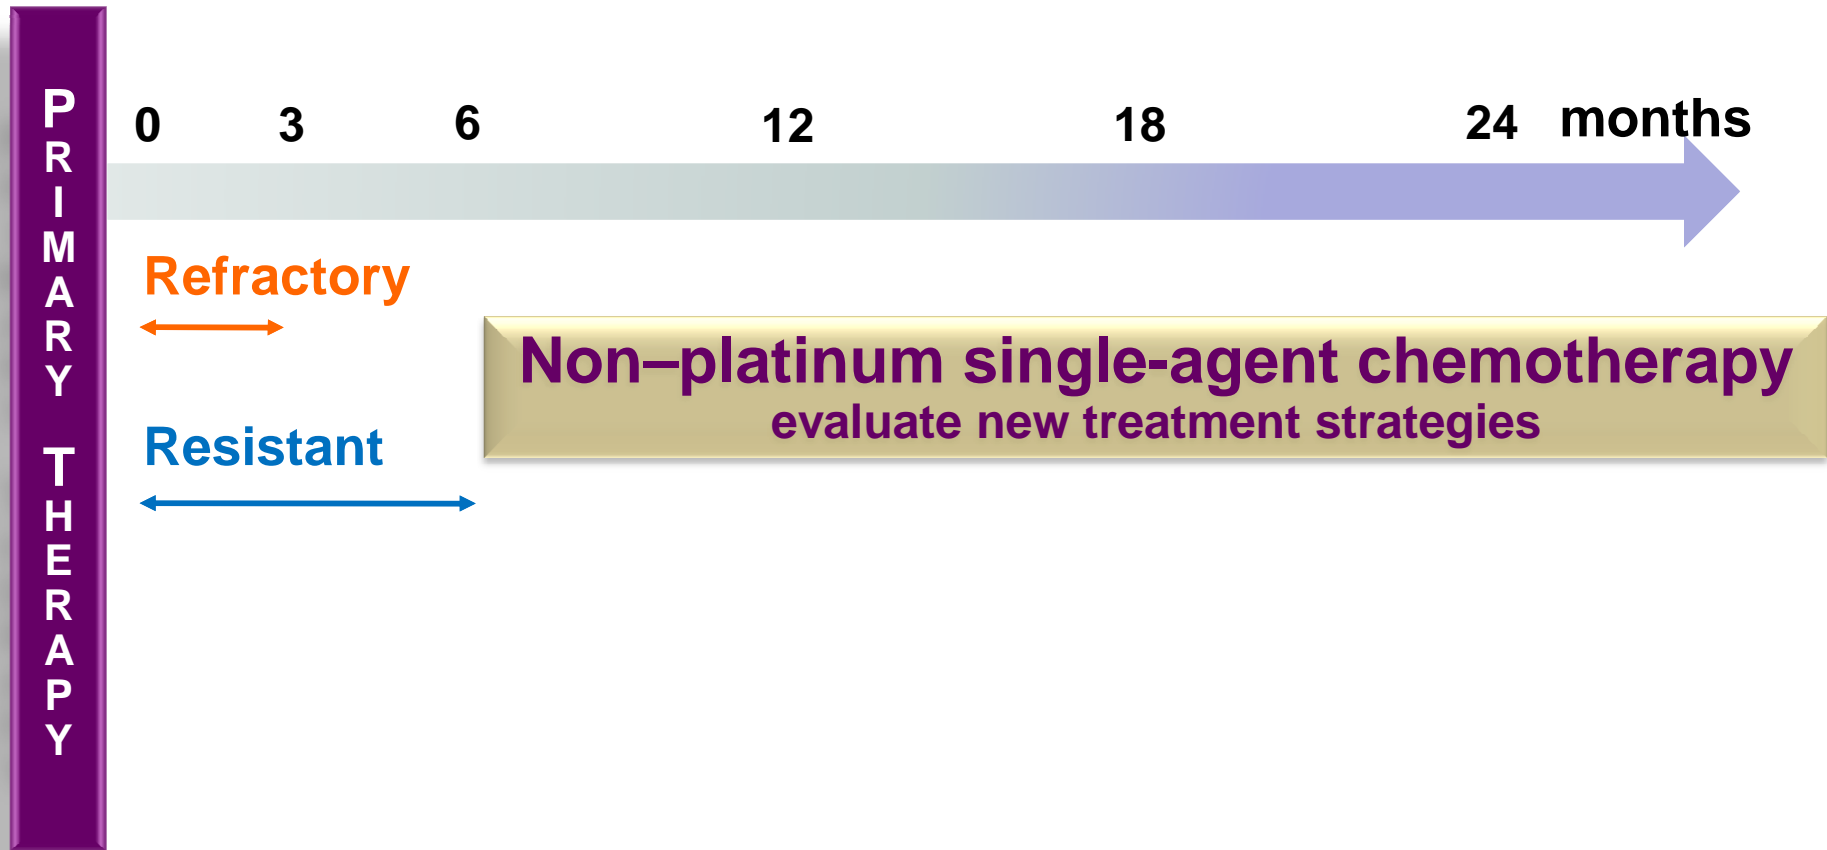 PRIMARY THERAPY
0 3 6 12 18 24 months
Refractory
Non–platinum single-agent chemotherapy
evaluate new treatment strategies
Resistant